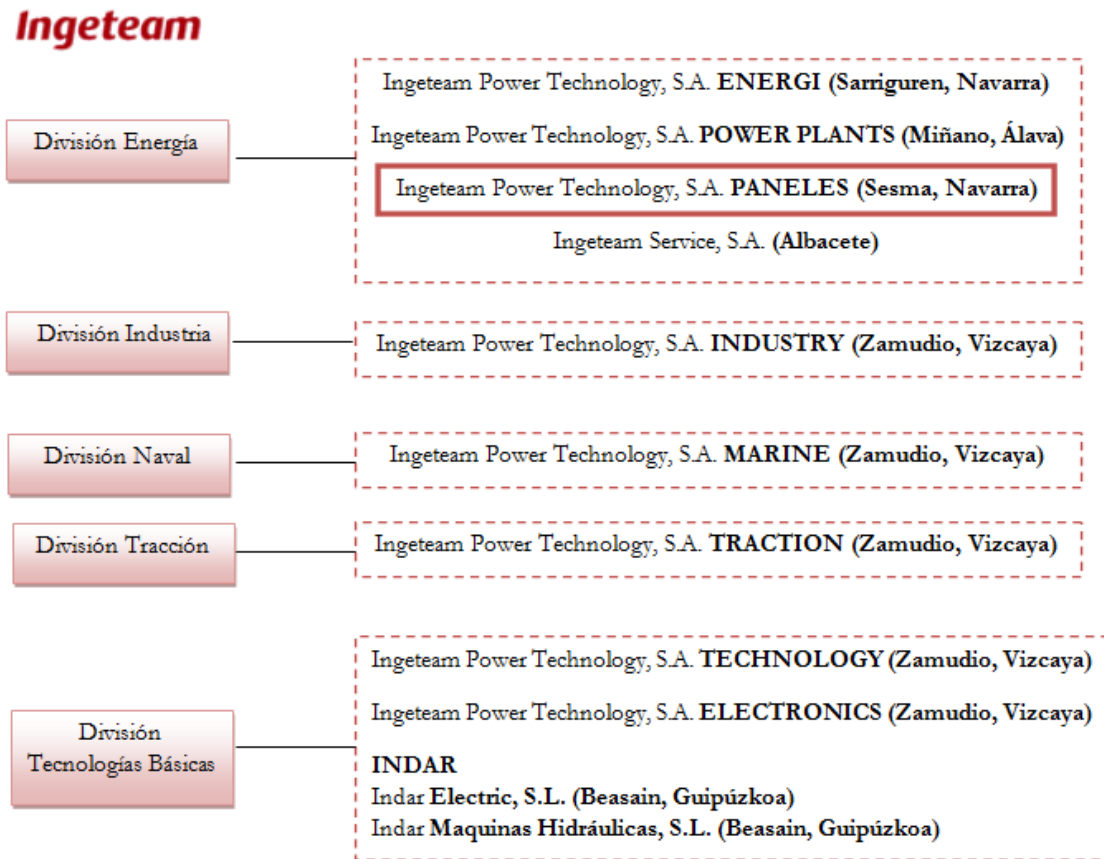 Ingeteam
División Energía
Ingeteam Power Technology, S.A. ENERGI (Sarriguren, Navarra)
Ingeteam Power Technology, S.A. POWER PLANTS (Miñano, Álava)
Ingeteam Power Technology, S.A. PANELES (Sesma, Navarra)
Ingeteam Service, S.A. (Albacete)
División Industria
Ingeteam Power Technology, S.A. INDUSTRY (Zamudio, Vizcaya)
División Naval
Ingeteam Power Technology, S.A. MARINE (Zamudio, Vizcaya)
División Tracción
Ingeteam Power Technology, S.A. TRACTION (Zamudio, Vizcaya)
División
Tecnologías Básicas
Ingeteam Power Technology, S.A. TECHNOLOGY (Zamudio, Vizcaya)
Ingeteam Power Technology, S.A. ELECTRONICS (Zamudio, Vizcaya)
INDAR
Indar Electric, S.L. (Beasain, Guipúzkoa)
Indar Maquinas Hidráulicas, S.L. (Beasain, Guipúzkoa)